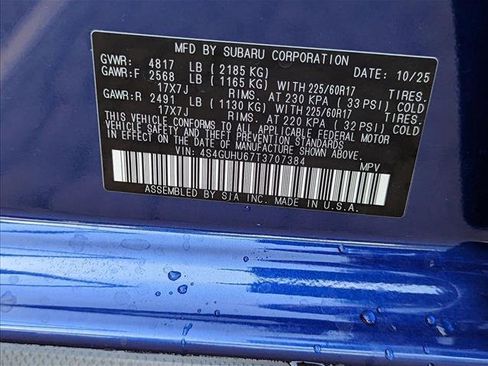 MFD BY SUBARU CORPORATION
GVWR: 4817 LB (2185 KG) DATE: 10/25
GAWR:F 2568 LB (1165 KG) WITH 225/60R17 TIRES.
17X7J RIMS. AT 230 KPA (33 PSI) COLD
GAWR:R 2491 LB (1130 KG) WITH 225/60R17 TIRES.
17X7J RIMS. AT 220 KPA (32 PSI) COLD
THIS VEHICLE CONFORMS TO ALL APPLICABLE FEDERAL MOTOR
VEHICLE SAFETY AND THEFT PREVENTION STANDARDS
IN EFFECT ON THE DATE OF MANUFACTURE SHOWN ABOVE.
VIN: 4S4GUHU67T3707384 MPV
ASSEMBLED BY SIA INC. MADE IN U.S.A.